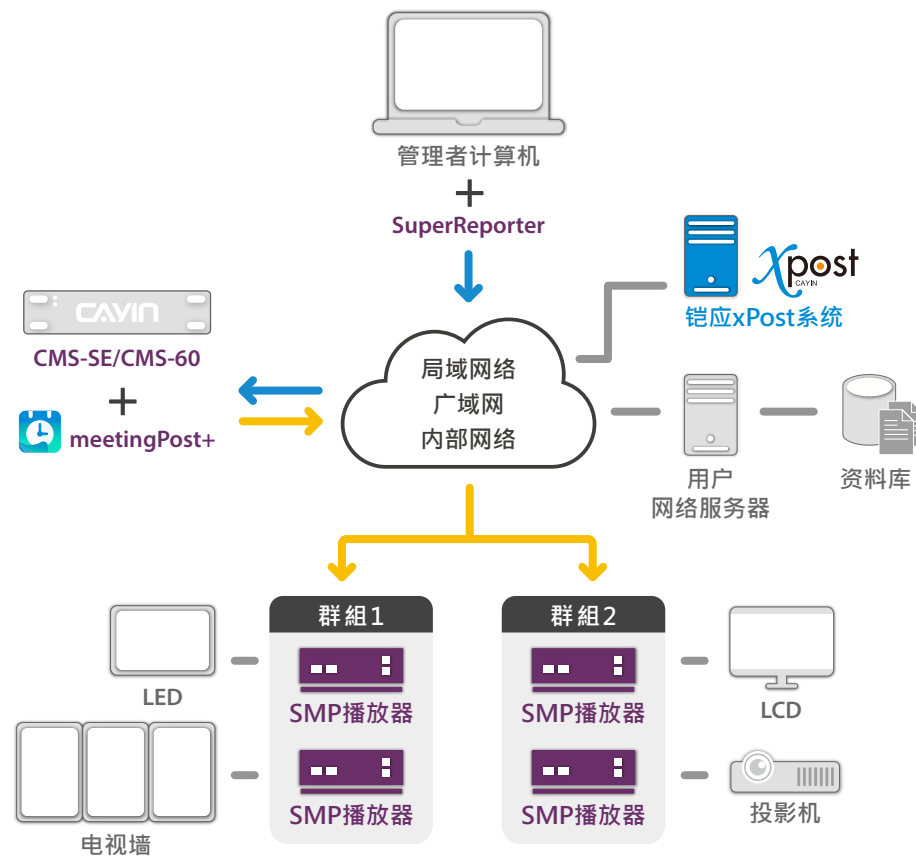 管理者计算机
+
SuperReporter
Xpost
CAYIN
铠应xPost系统
CAYIN
CMS-SE/CMS-60
+
meetingPost+
局域网络
广域网
内部网络
用户
网络服务器
资料库
群組1
SMP播放器
SMP播放器
群組2
SMP播放器
SMP播放器
LED
电视墙
LCD
投影机